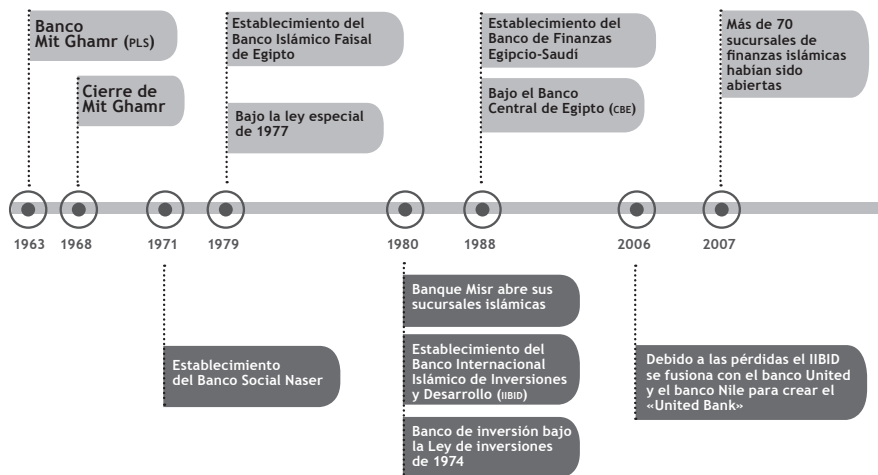 Banco
Mit Ghamr (PLS)
Cierre de
Mit Ghamr
Establecimiento del
Banco Islámico Faisal
de Egipto
Bajo la ley especial
de 1977
Establecimiento del
Banco de Finanzas
Egipcio-Saudí
Bajo el Banco
Central de Egipto (CBE)
Más de 70
sucursales de
finanzas islámicas
habían sido
abiertas
1963
1968
1971
1979
1980
1988
2006
2007
Establecimiento
del Banco Social Naser
Banque Misr abre sus
sucursales islámicas
Establecimiento del
Banco Internacional
Islámico de Inversiones
y Desarrollo (IIBID)
Banco de inversión bajo
la Ley de inversiones
de 1974
Debido a las pérdidas el IIBID
se fusiona con el banco United
y el banco Nile para crear el
«United Bank»